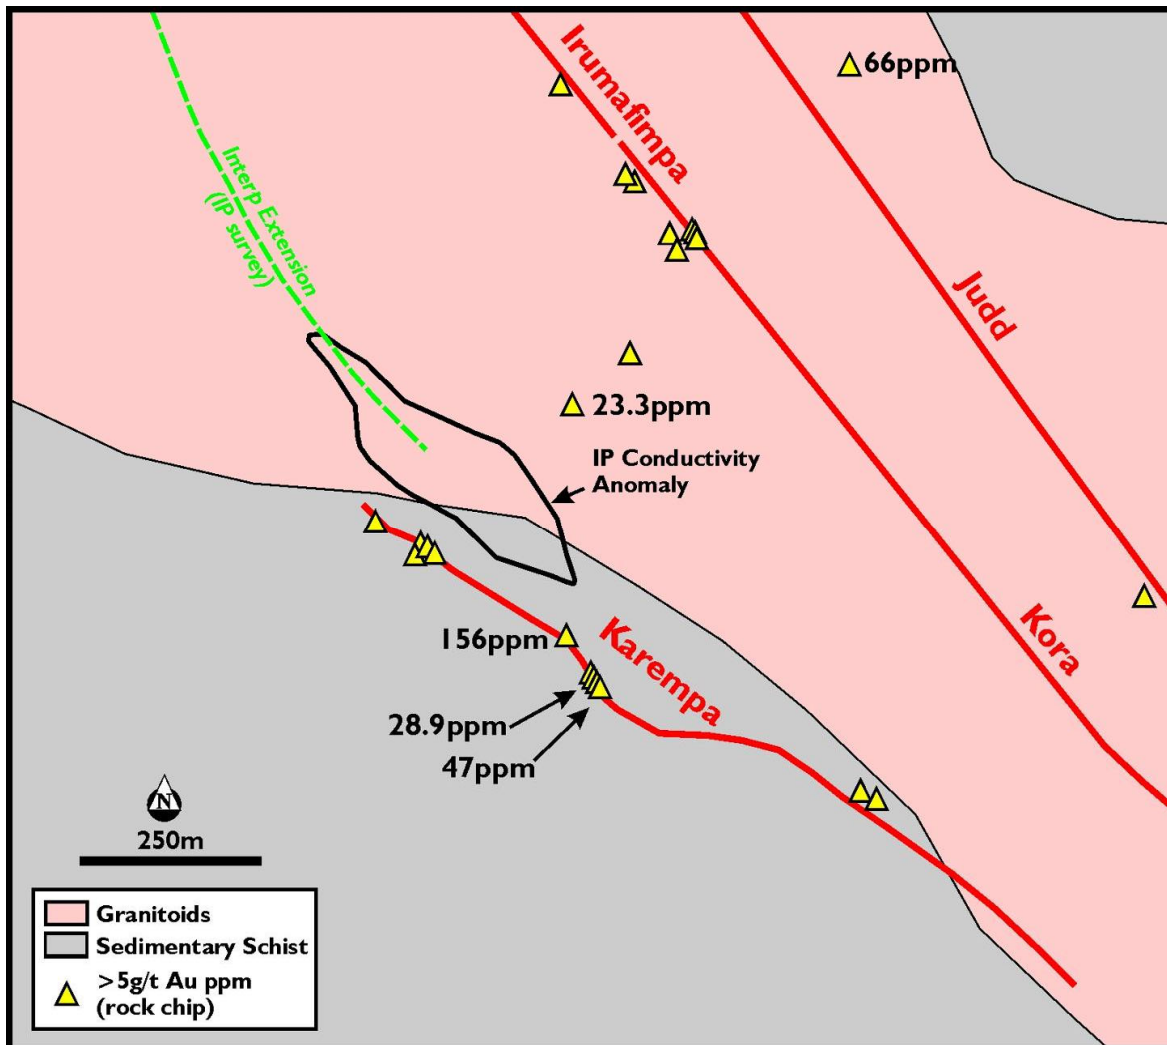 66ppm
Irumafimpa
Interp Extension
(IP survey)
Judd
23.3ppm
IP Conductivity
Anomaly
Kora
156ppm
Karempa
28.9ppm
47ppm
N
250m
Granitoids
Sedimentary Schist
>5g/t Au ppm
(rock chip)